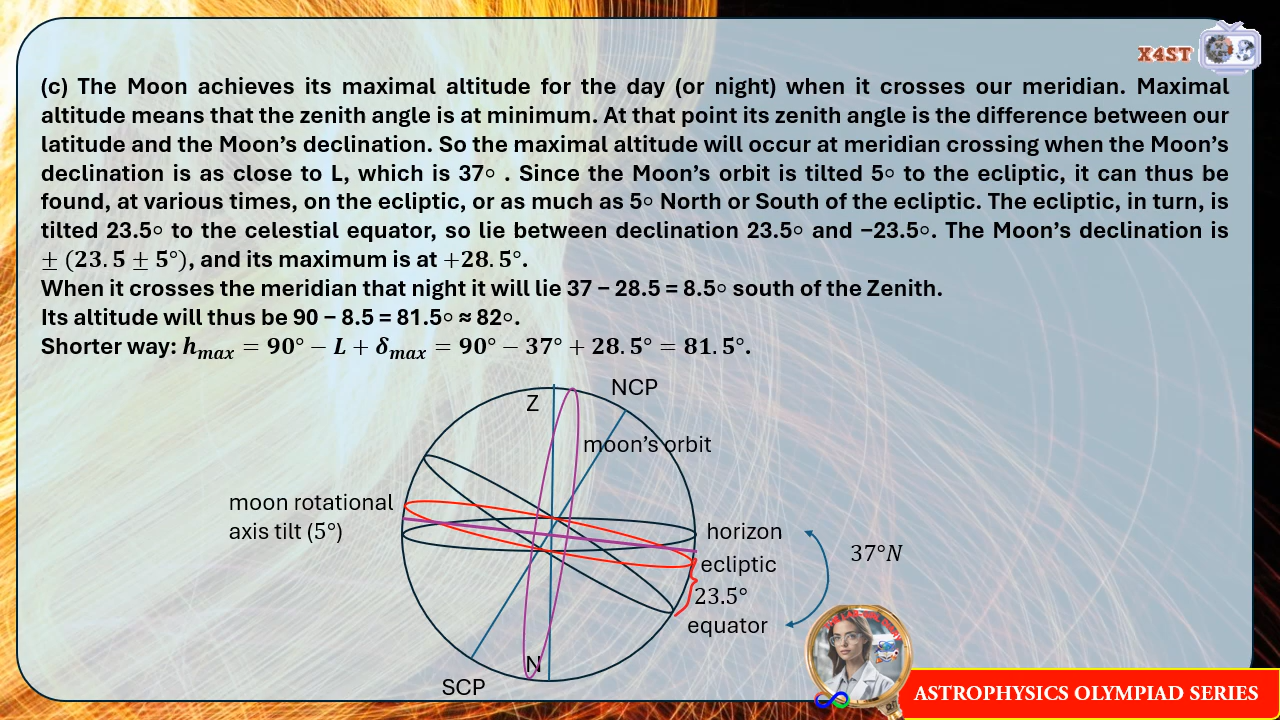 X4ST
(c) The Moon achieves its maximal altitude for the day (or night) when it crosses our meridian. Maximal
altitude means that the zenith angle is at minimum. At that point its zenith angle is the difference between our
latitude and the Moon’s declination. So the maximal altitude will occur at meridian crossing when the Moon’s
declination is as close to L, which is 37∘ . Since the Moon’s orbit is tilted 5∘ to the ecliptic, it can thus be
found, at various times, on the ecliptic, or as much as 5∘ North or South of the ecliptic. The ecliptic, in turn, is
tilted 23.5∘ to the celestial equator, so lie between declination 23.5∘ and −23.5∘. The Moon’s declination is
± (23.5 ± 5°), and its maximum is at +28.5°.
When it crosses the meridian that night it will lie 37 − 28.5 = 8.5∘ south of the Zenith.
Its altitude will thus be 90 − 8.5 = 81.5∘ ≈ 82∘.
Shorter way: h_max = 90° − L + δ_max = 90° − 37° + 28.5° = 81.5°.
NCP
Z
moon’s orbit
moon rotational
axis tilt (5°)
horizon
37°N
ecliptic
23.5°
equator
N
SCP
ASTROPHYSICS OLYMPIAD SERIES